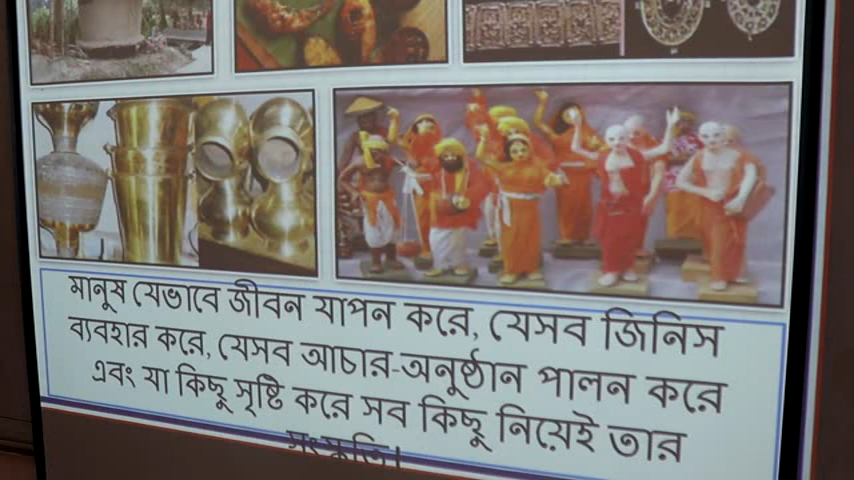 মানুষ যেভাবে জীবন যাপন করে, যেসব জিনিস
ব্যবহার করে, যেসব আচার-অনুষ্ঠান পালন করে
এবং যা কিছু সৃষ্টি করে সব কিছু নিয়েই তার
সংস্কৃতি।